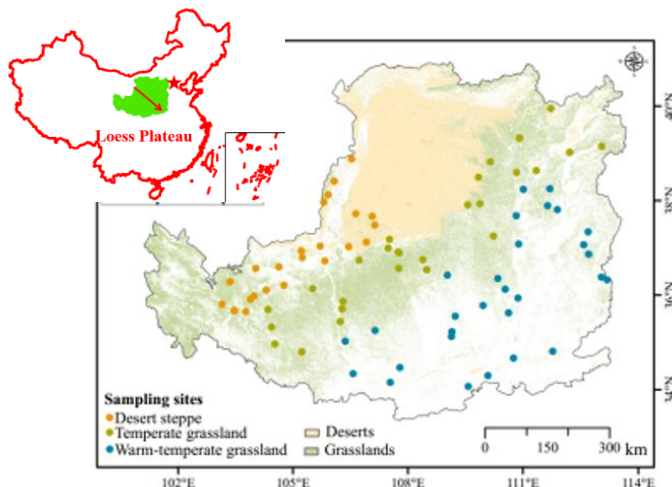 Loess Plateau
Sampling sites
Desert steppe
Temperate grassland
Warm-temperate grassland
Deserts
Grasslands
0 150 300 km
102°E 105°E 108°E 111°E 114°E